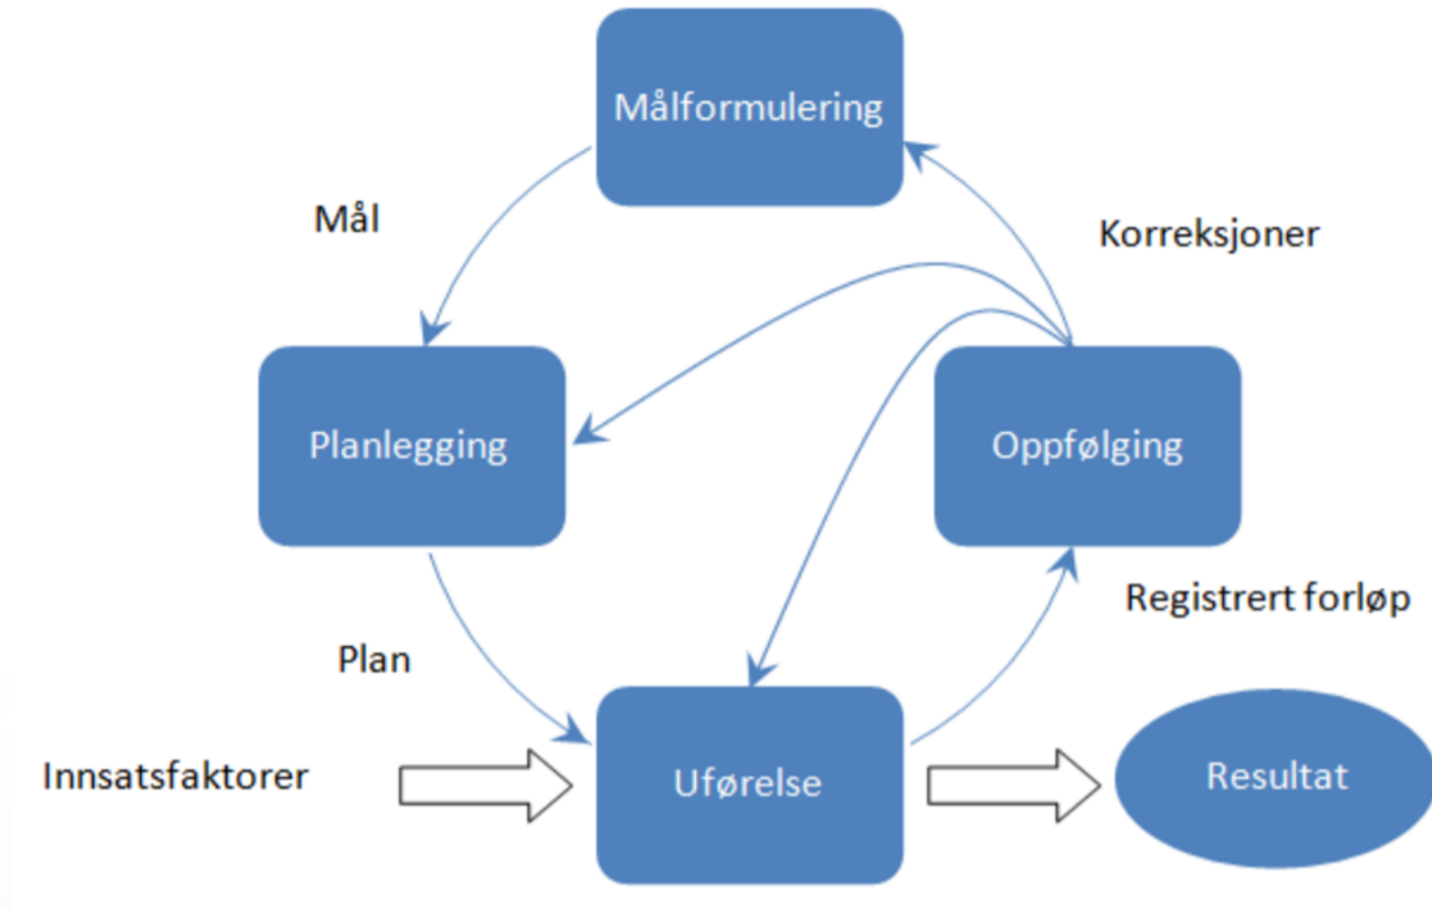 Målformulering
Mål
Korreksjoner
Planlegging
Oppfølging
Registrert forløp
Plan
Innsatsfaktorer
Uførelse
Resultat